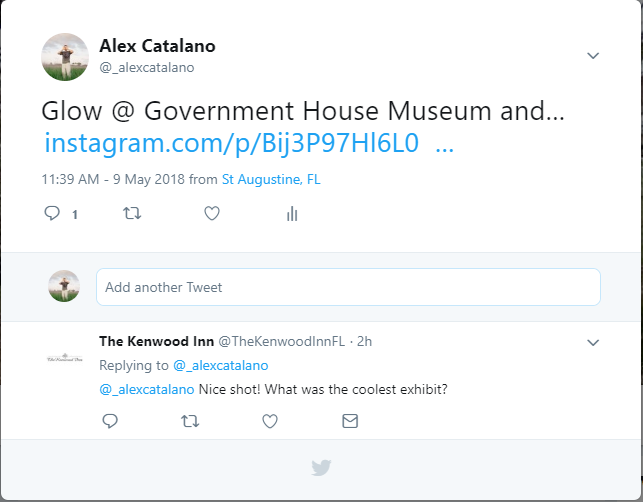 Alex Catalano
@_alexcatalano
Glow @ Government House Museum and...
instagram.com/p/Bij3P97Hl6L0 ...
11:39 AM - 9 May 2018 from St Augustine, FL
1
Add another Tweet
The Kenwood Inn @TheKenwoodInnFL · 2h
Replying to @_alexcatalano
@_alexcatalano Nice shot! What was the coolest exhibit?